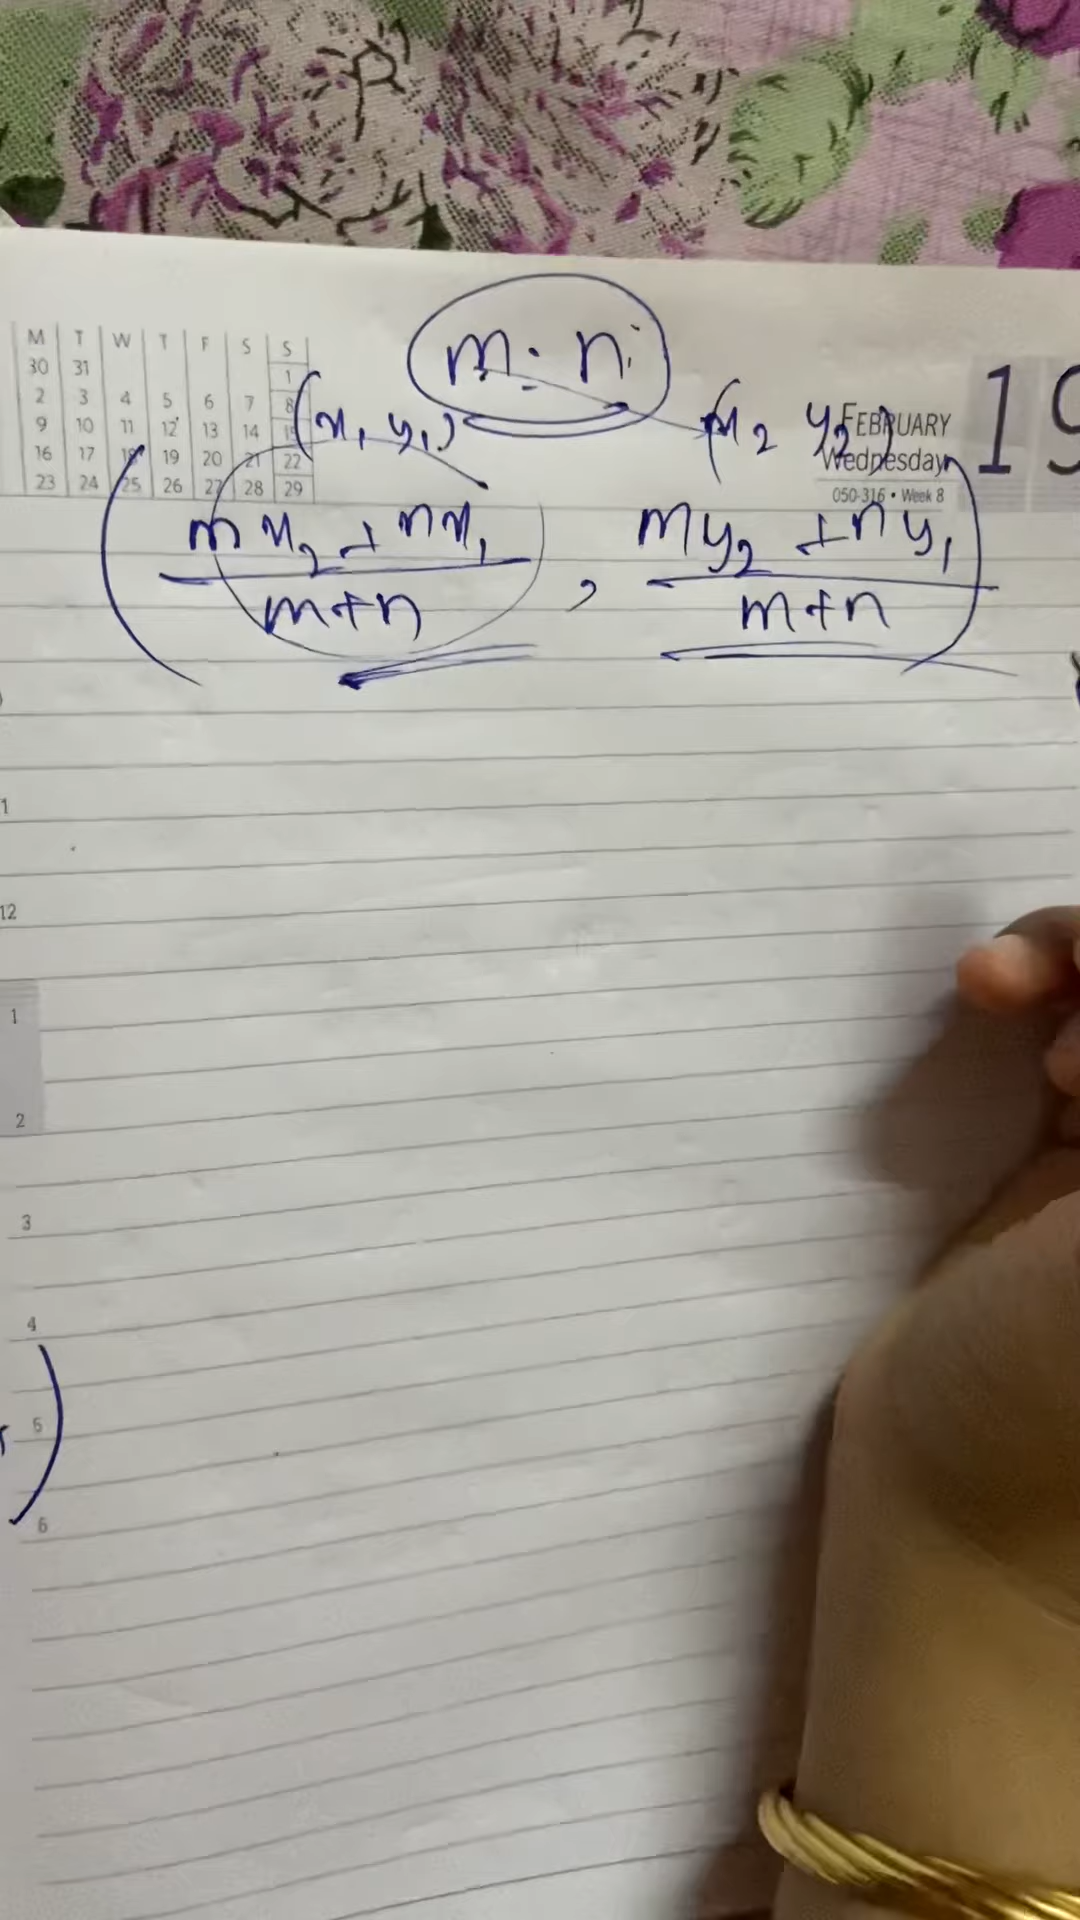 m : n
(x₁ y₁) (x₂ y₂)
(mx₂ + nx₁ / m+n , my₂ + ny₁ / m+n)
M T W T F S S
30 31 1
2 3 4 5 6 7 8
9 10 11 12 13 14 15
16 17 18 19 20 21 22
23 24 25 26 27 28 29
FEBRUARY
Wednesday
050-316 • Week 8
19
11
12
1
2
3
4
5
6